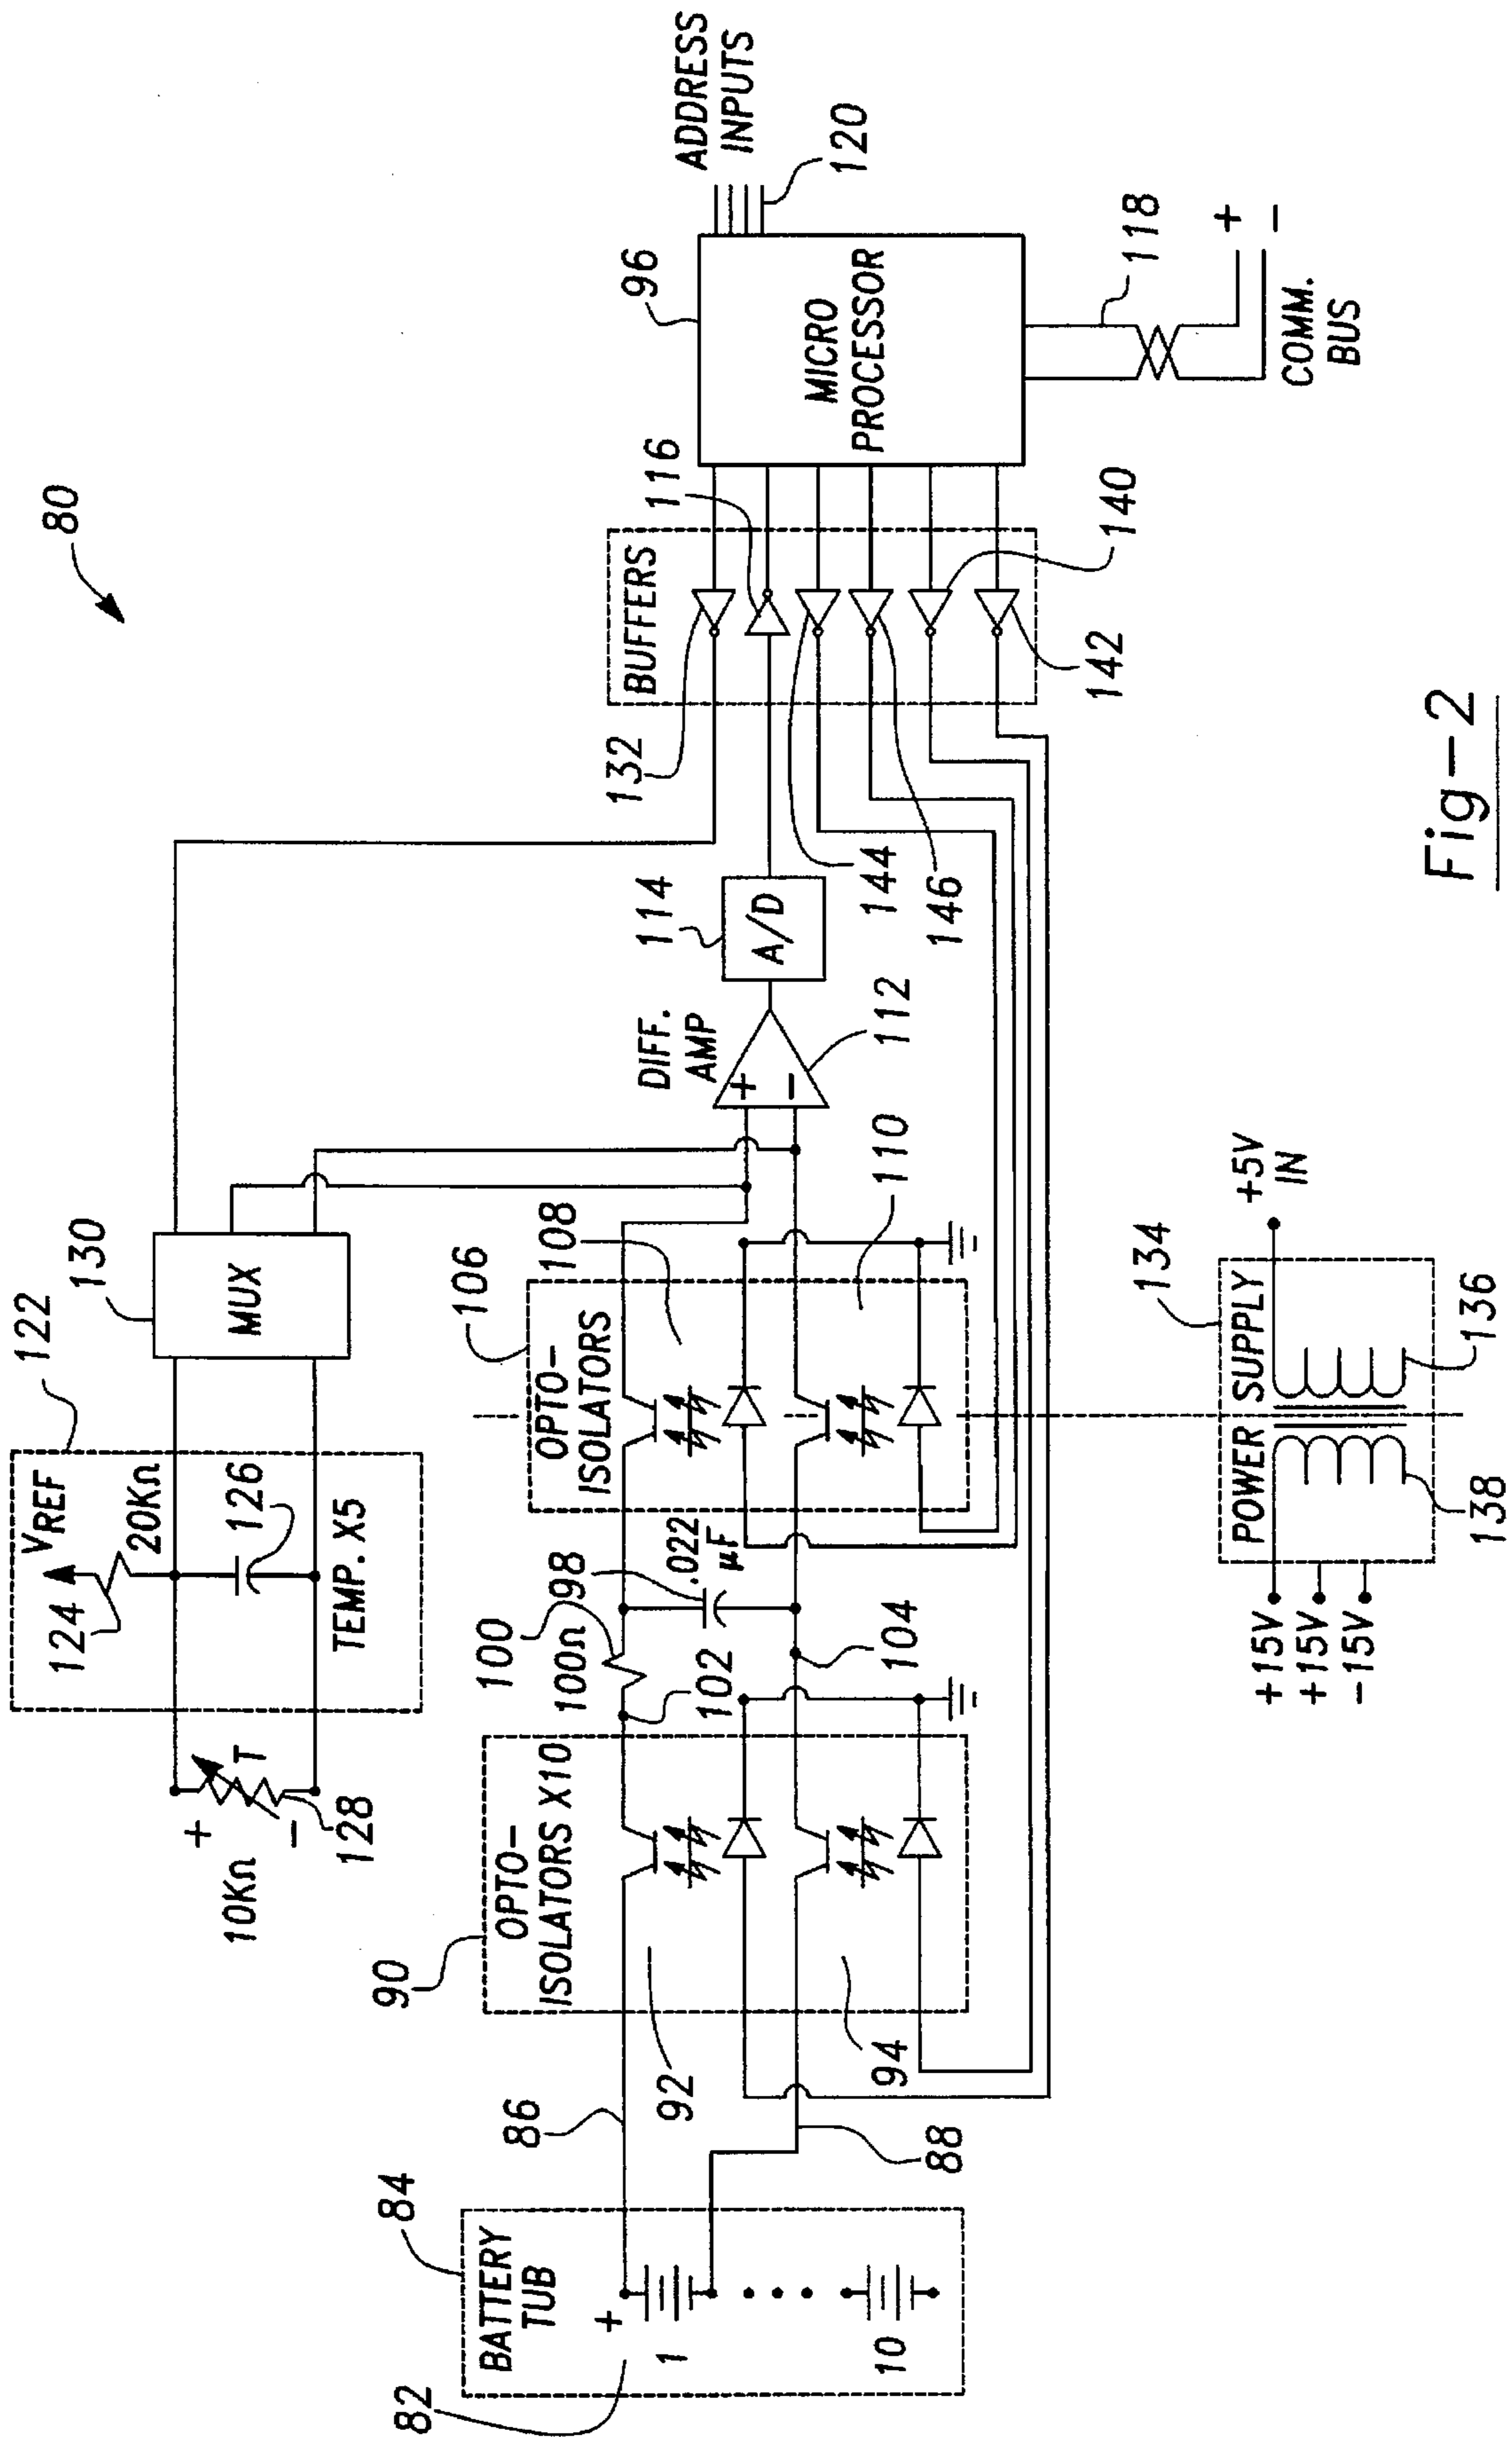 80
122
124
VREF
20KΩ
126
TEMP. X5
10KΩ
+
T
-
128
130
MUX
132
BUFFERS
116
96
MICRO
PROCESSOR
ADDRESS
INPUTS
120
118
+
-
COMM.
BUS
140
142
144
146
114
A/D
DIFF.
AMP
+
-
112
106
OPTO-
ISOLATORS
108
110
98
.022
µF
100
100Ω
102
104
90
OPTO-
ISOLATORS X10
92
94
86
88
84
BATTERY
TUB
82
+
1
10
134
POWER SUPPLY
+5V
IN
136
138
+15V
+15V
-15V
Fig-2